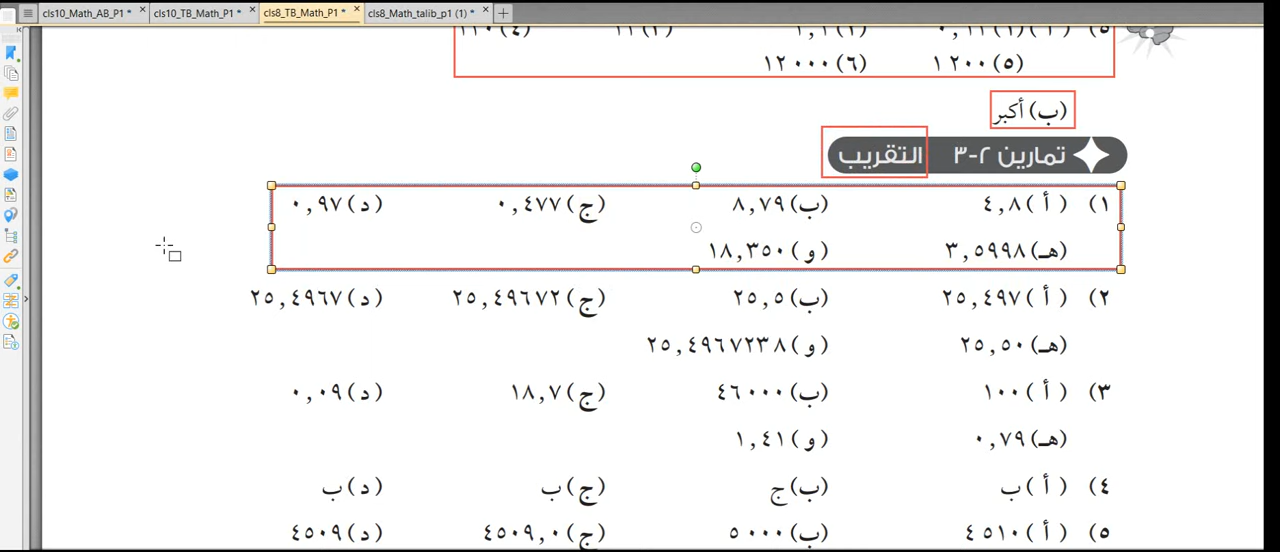 cls10_Math_AB_P1 * cls10_TB_Math_P1 * cls8_TB_Math_P1 * cls8_Math_talib_p1 (1) *
(٥) ١٢٠٠ (٦) ١٢٠٠٠
(ب) أكبر
تمارين ٢-٣ التقريب
(١ ( أ ) ٤,٨ (ب) ٨,٧٩ (ج) ٠,٤٧٧ (د) ٠,٩٧
(هـ) ٣,٥٩٩٨ (و) ١٨,٣٥٠
(٢ ( أ ) ٢٥,٤٩٧ (ب) ٢٥,٥ (ج) ٢٥,٤٩٦٧٢ (د) ٢٥,٤٩٦٧
(هـ) ٢٥,٥٠ (و) ٢٥,٤٩٦٧٢٣٨
(٣ ( أ ) ١٠٠ (ب) ٤٦٠٠٠ (ج) ١٨,٧ (د) ٠,٠٩
(هـ) ٠,٧٩ (و) ١,٤١
(٤ ( أ ) ب (ب) ج (ج) ب (د) ب
(٥ ( أ ) ٤٥١٠ (ب) ٥٠٠٠ (ج) ٤٥٠٩,٠ (د) ٤٥٠٩